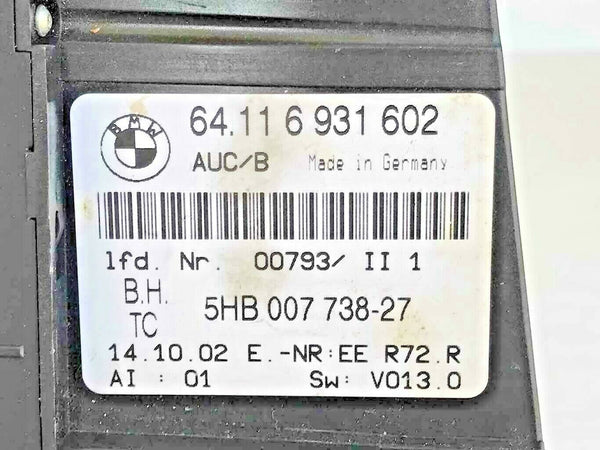 BMW
64.11 6 931 602
AUC/B Made in Germany
lfd. Nr. 00793/ II 1
B.H.
TC
5HB 007 738-27
14.10.02 E.-NR:EE R72.R
AI : 01 Sw: V013.0